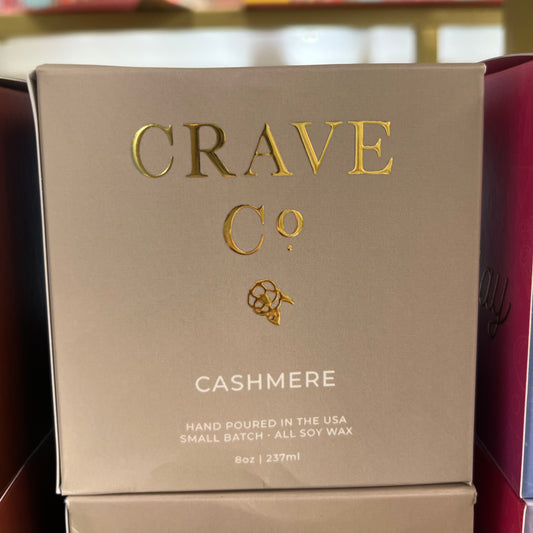 CRAVE
Co.
CASHMERE
HAND POURED IN THE USA
SMALL BATCH · ALL SOY WAX
8oz | 237ml